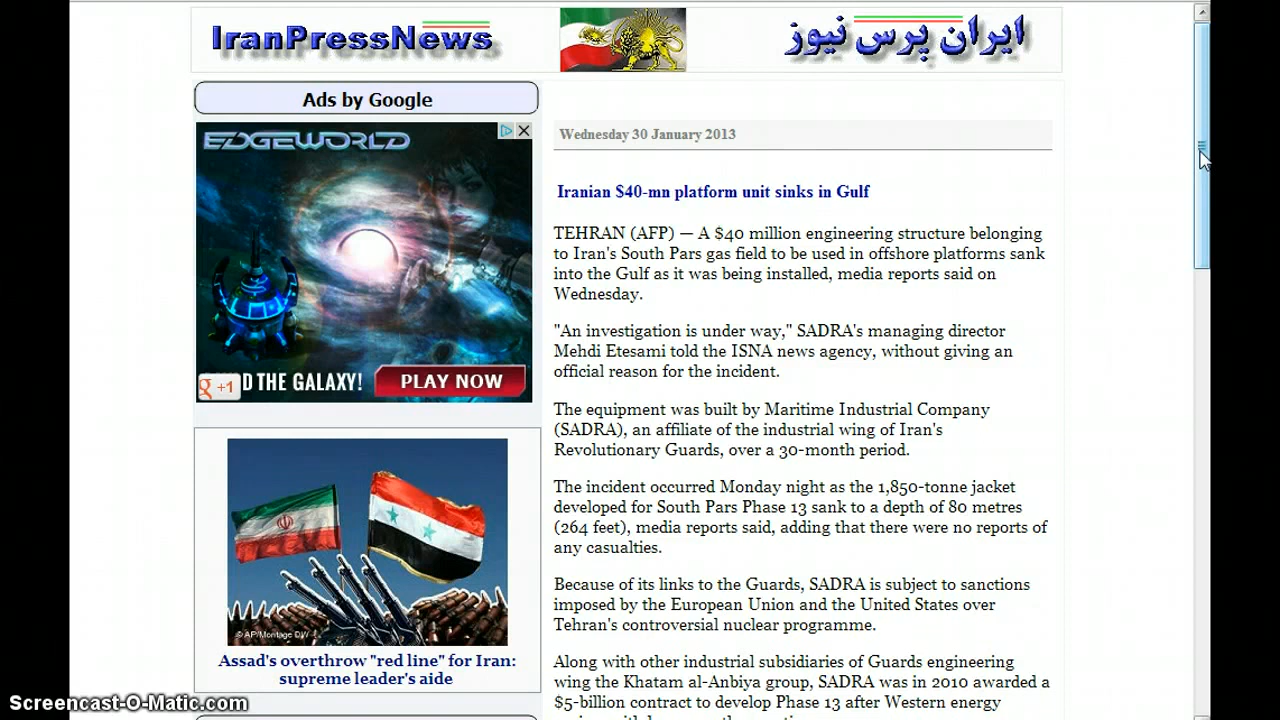 IranPressNews
ایران پرس نیوز
Ads by Google
EDGEWORLD
D THE GALAXY!
PLAY NOW
+1
© AP/Montage DW
Assad's overthrow "red line" for Iran:
supreme leader's aide
Wednesday 30 January 2013
Iranian $40-mn platform unit sinks in Gulf
TEHRAN (AFP) — A $40 million engineering structure belonging
to Iran's South Pars gas field to be used in offshore platforms sank
into the Gulf as it was being installed, media reports said on
Wednesday.
"An investigation is under way," SADRA's managing director
Mehdi Etesami told the ISNA news agency, without giving an
official reason for the incident.
The equipment was built by Maritime Industrial Company
(SADRA), an affiliate of the industrial wing of Iran's
Revolutionary Guards, over a 30-month period.
The incident occurred Monday night as the 1,850-tonne jacket
developed for South Pars Phase 13 sank to a depth of 80 metres
(264 feet), media reports said, adding that there were no reports of
any casualties.
Because of its links to the Guards, SADRA is subject to sanctions
imposed by the European Union and the United States over
Tehran's controversial nuclear programme.
Along with other industrial subsidiaries of Guards engineering
wing the Khatam al-Anbiya group, SADRA was in 2010 awarded a
$5-billion contract to develop Phase 13 after Western energy
Screencast-O-Matic.com